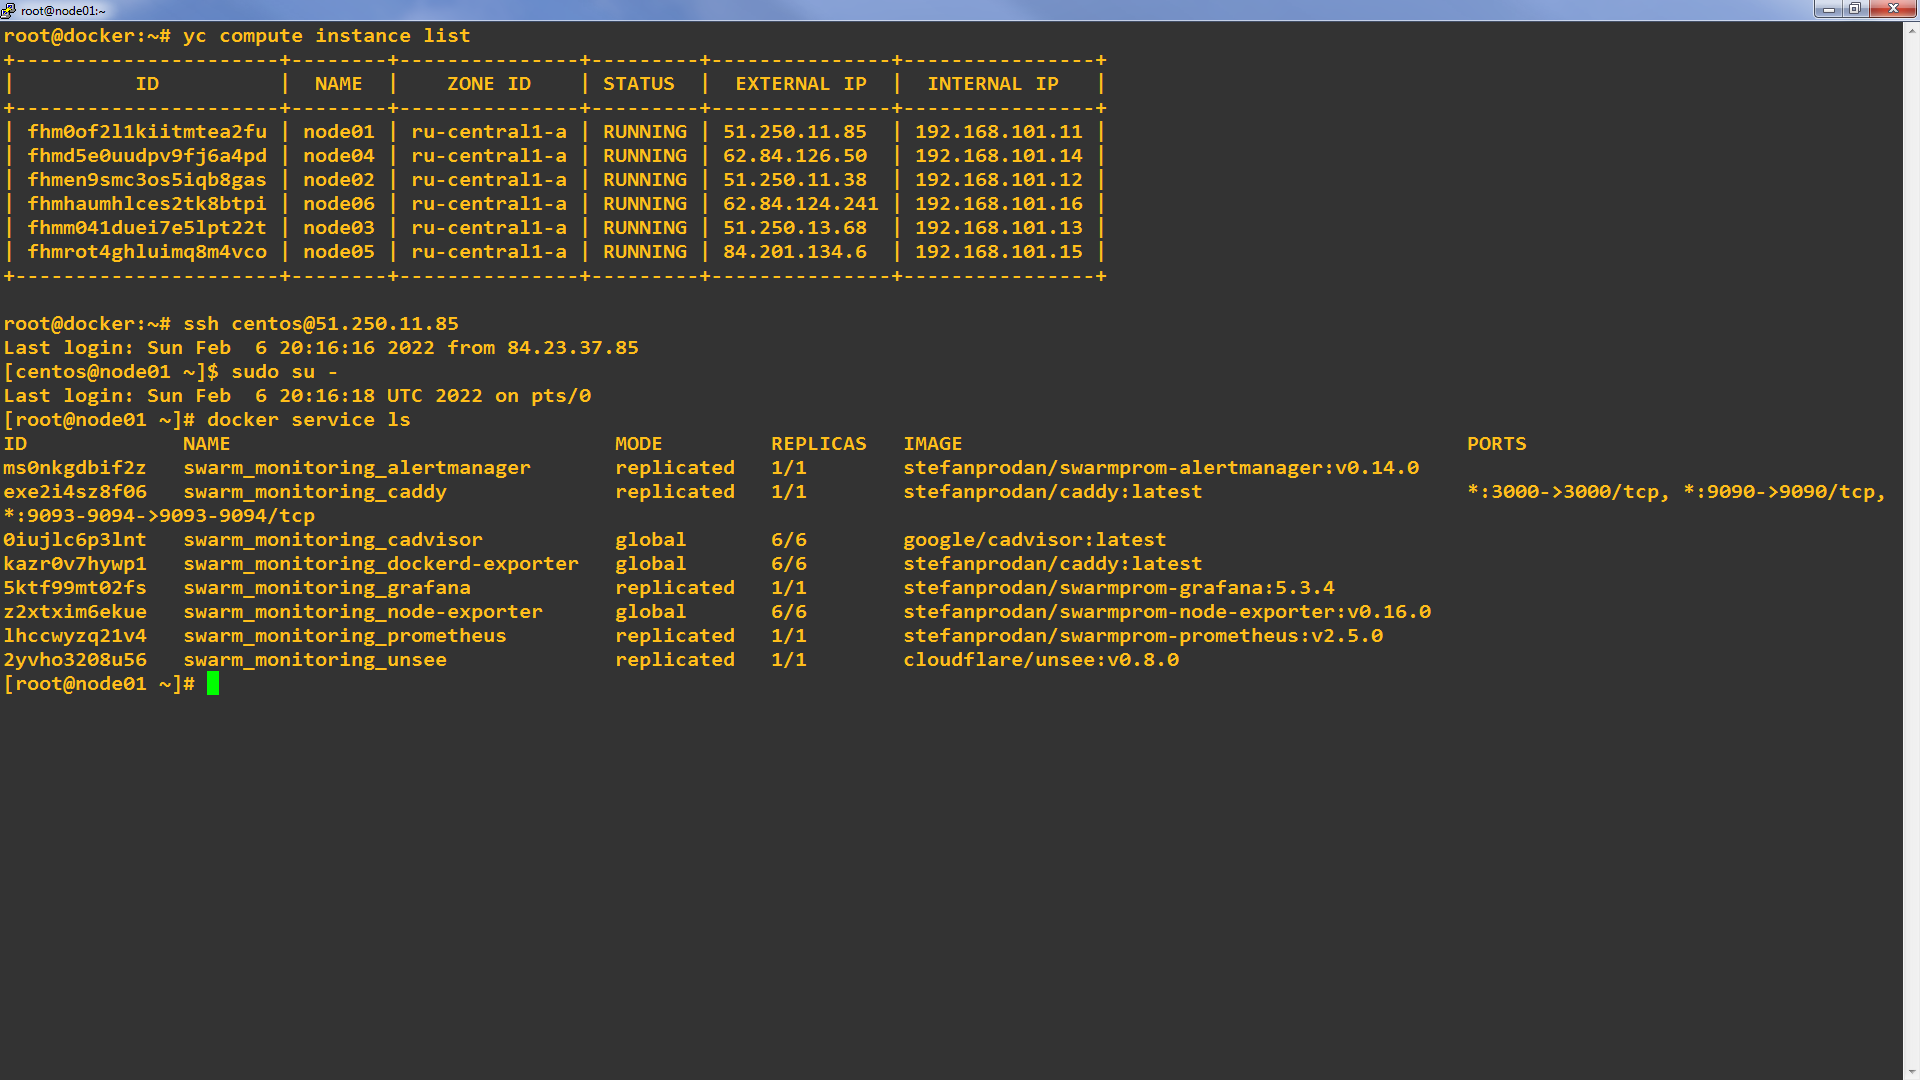 root@node01:~
root@docker:~# yc compute instance list
+----------------------+--------+---------------+---------+---------------+----------------+
|          ID          |  NAME  |    ZONE ID    | STATUS  |  EXTERNAL IP  |  INTERNAL IP   |
+----------------------+--------+---------------+---------+---------------+----------------+
| fhm0of2l1kiitmtea2fu | node01 | ru-central1-a | RUNNING | 51.250.11.85  | 192.168.101.11 |
| fhmd5e0uudpv9fj6a4pd | node04 | ru-central1-a | RUNNING | 62.84.126.50  | 192.168.101.14 |
| fhmen9smc3os5iqb8gas | node02 | ru-central1-a | RUNNING | 51.250.11.38  | 192.168.101.12 |
| fhmhaumhlces2tk8btpi | node06 | ru-central1-a | RUNNING | 62.84.124.241 | 192.168.101.16 |
| fhmm041duei7e5lpt22t | node03 | ru-central1-a | RUNNING | 51.250.13.68  | 192.168.101.13 |
| fhmrot4ghluimq8m4vco | node05 | ru-central1-a | RUNNING | 84.201.134.6  | 192.168.101.15 |
+----------------------+--------+---------------+---------+---------------+----------------+
root@docker:~# ssh centos@51.250.11.85
Last login: Sun Feb  6 20:16:16 2022 from 84.23.37.85
[centos@node01 ~]$ sudo su -
Last login: Sun Feb  6 20:16:18 UTC 2022 on pts/0
[root@node01 ~]# docker service ls
ID             NAME                                MODE         REPLICAS   IMAGE                                          PORTS
ms0nkgdbif2z   swarm_monitoring_alertmanager       replicated   1/1        stefanprodan/swarmprom-alertmanager:v0.14.0
exe2i4sz8f06   swarm_monitoring_caddy              replicated   1/1        stefanprodan/caddy:latest                      *:3000->3000/tcp, *:9090->9090/tcp,
*:9093-9094->9093-9094/tcp
0iujlc6p3lnt   swarm_monitoring_cadvisor           global       6/6        google/cadvisor:latest
kazr0v7hywp1   swarm_monitoring_dockerd-exporter   global       6/6        stefanprodan/caddy:latest
5ktf99mt02fs   swarm_monitoring_grafana            replicated   1/1        stefanprodan/swarmprom-grafana:5.3.4
z2xtxim6ekue   swarm_monitoring_node-exporter      global       6/6        stefanprodan/swarmprom-node-exporter:v0.16.0
lhccwyzq21v4   swarm_monitoring_prometheus         replicated   1/1        stefanprodan/swarmprom-prometheus:v2.5.0
2yvho3208u56   swarm_monitoring_unsee              replicated   1/1        cloudflare/unsee:v0.8.0
[root@node01 ~]#